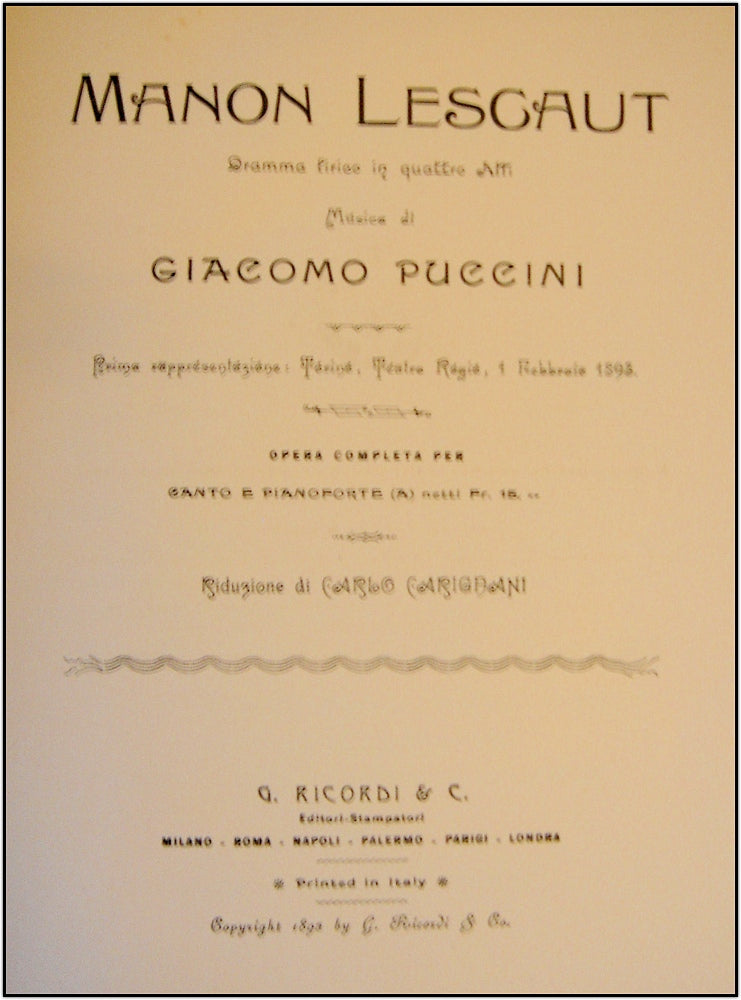 MANON LESCAUT
Dramma lirico in quattro Atti
Musica di
GIACOMO PUCCINI
Prima rappresentazione: Torino, Teatro Regio, 1 Febbraio 1893.
OPERA COMPLETA PER
CANTO E PIANOFORTE (A) netti Fr. 15.
Riduzione di CARLO CARIGNANI
G. RICORDI & C.
Editori-Stampatori
MILANO - ROMA - NAPOLI - PALERMO - PARIGI - LONDRA
Printed in Italy
Copyright by G. Ricordi & Co.